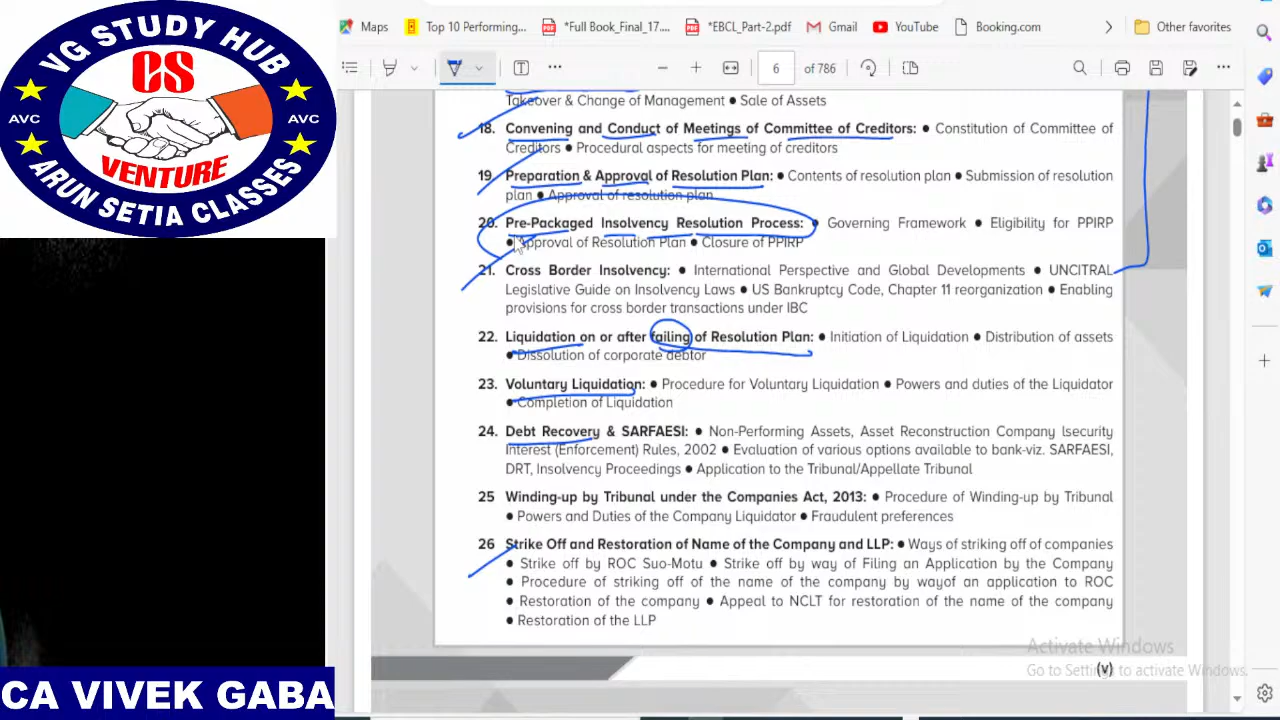 VG STUDY HUB
CS
AVC
AVC
VENTURE
ARUN SETIA CLASSES
CA VIVEK GABA
Maps
Top 10 Performing...
*Full Book_Final_17....
*EBCL_Part-2.pdf
Gmail
YouTube
Booking.com
Other favorites
6
of 786
Takeover & Change of Management ● Sale of Assets
18. Convening and Conduct of Meetings of Committee of Creditors: ● Constitution of Committee of
Creditors ● Procedural aspects for meeting of creditors
19. Preparation & Approval of Resolution Plan: ● Contents of resolution plan ● Submission of resolution
plan ● Approval of resolution plan
20. Pre-Packaged Insolvency Resolution Process: ● Governing Framework ● Eligibility for PPIRP
● Approval of Resolution Plan ● Closure of PPIRP
21. Cross Border Insolvency: ● International Perspective and Global Developments ● UNCITRAL
Legislative Guide on Insolvency Laws ● US Bankruptcy Code, Chapter 11 reorganization ● Enabling
provisions for cross border transactions under IBC
22. Liquidation on or after failing of Resolution Plan: ● Initiation of Liquidation ● Distribution of assets
● Dissolution of corporate debtor
23. Voluntary Liquidation: ● Procedure for Voluntary Liquidation ● Powers and duties of the Liquidator
● Completion of Liquidation
24. Debt Recovery & SARFAESI: ● Non-Performing Assets, Asset Reconstruction Company lsecurity
Interest (Enforcement) Rules, 2002 ● Evaluation of various options available to bank-viz. SARFAESI,
DRT, Insolvency Proceedings ● Application to the Tribunal/Appellate Tribunal
25 Winding-up by Tribunal under the Companies Act, 2013: ● Procedure of Winding-up by Tribunal
● Powers and Duties of the Company Liquidator ● Fraudulent preferences
26 Strike Off and Restoration of Name of the Company and LLP: ● Ways of striking off of companies
● Strike off by ROC Suo-Motu ● Strike off by way of Filing an Application by the Company
● Procedure of striking off of the name of the company by wayof an application to ROC
● Restoration of the company ● Appeal to NCLT for restoration of the name of the company
● Restoration of the LLP
Activate Windows
Go to Settings to activate Windows.
(v)